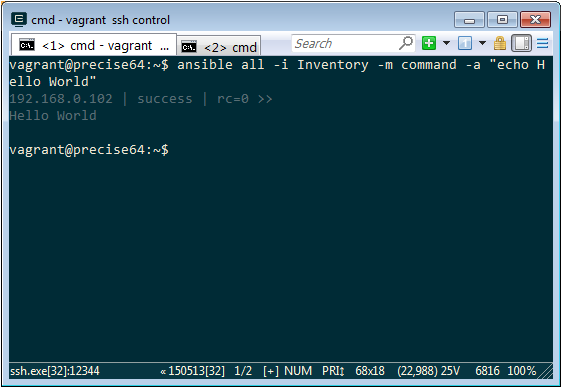 cmd - vagrant ssh control
<1> cmd - vagrant ...
<2> cmd
Search
vagrant@precise64:~$ ansible all -i Inventory -m command -a "echo H
ello World"
192.168.0.102 | success | rc=0 >>
Hello World
vagrant@precise64:~$
ssh.exe[32]:12344 « 150513[32] 1/2 [+] NUM PRI‡ 68x18 (22,988) 25V 6816 100%